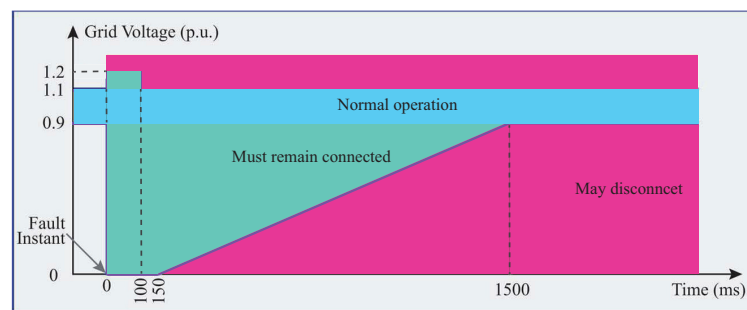 Grid Voltage (p.u.)
1.2
1.1
Normal operation
0.9
Must remain connected
May disconncet
Fault
Instant
0
0
100
150
1500
Time (ms)